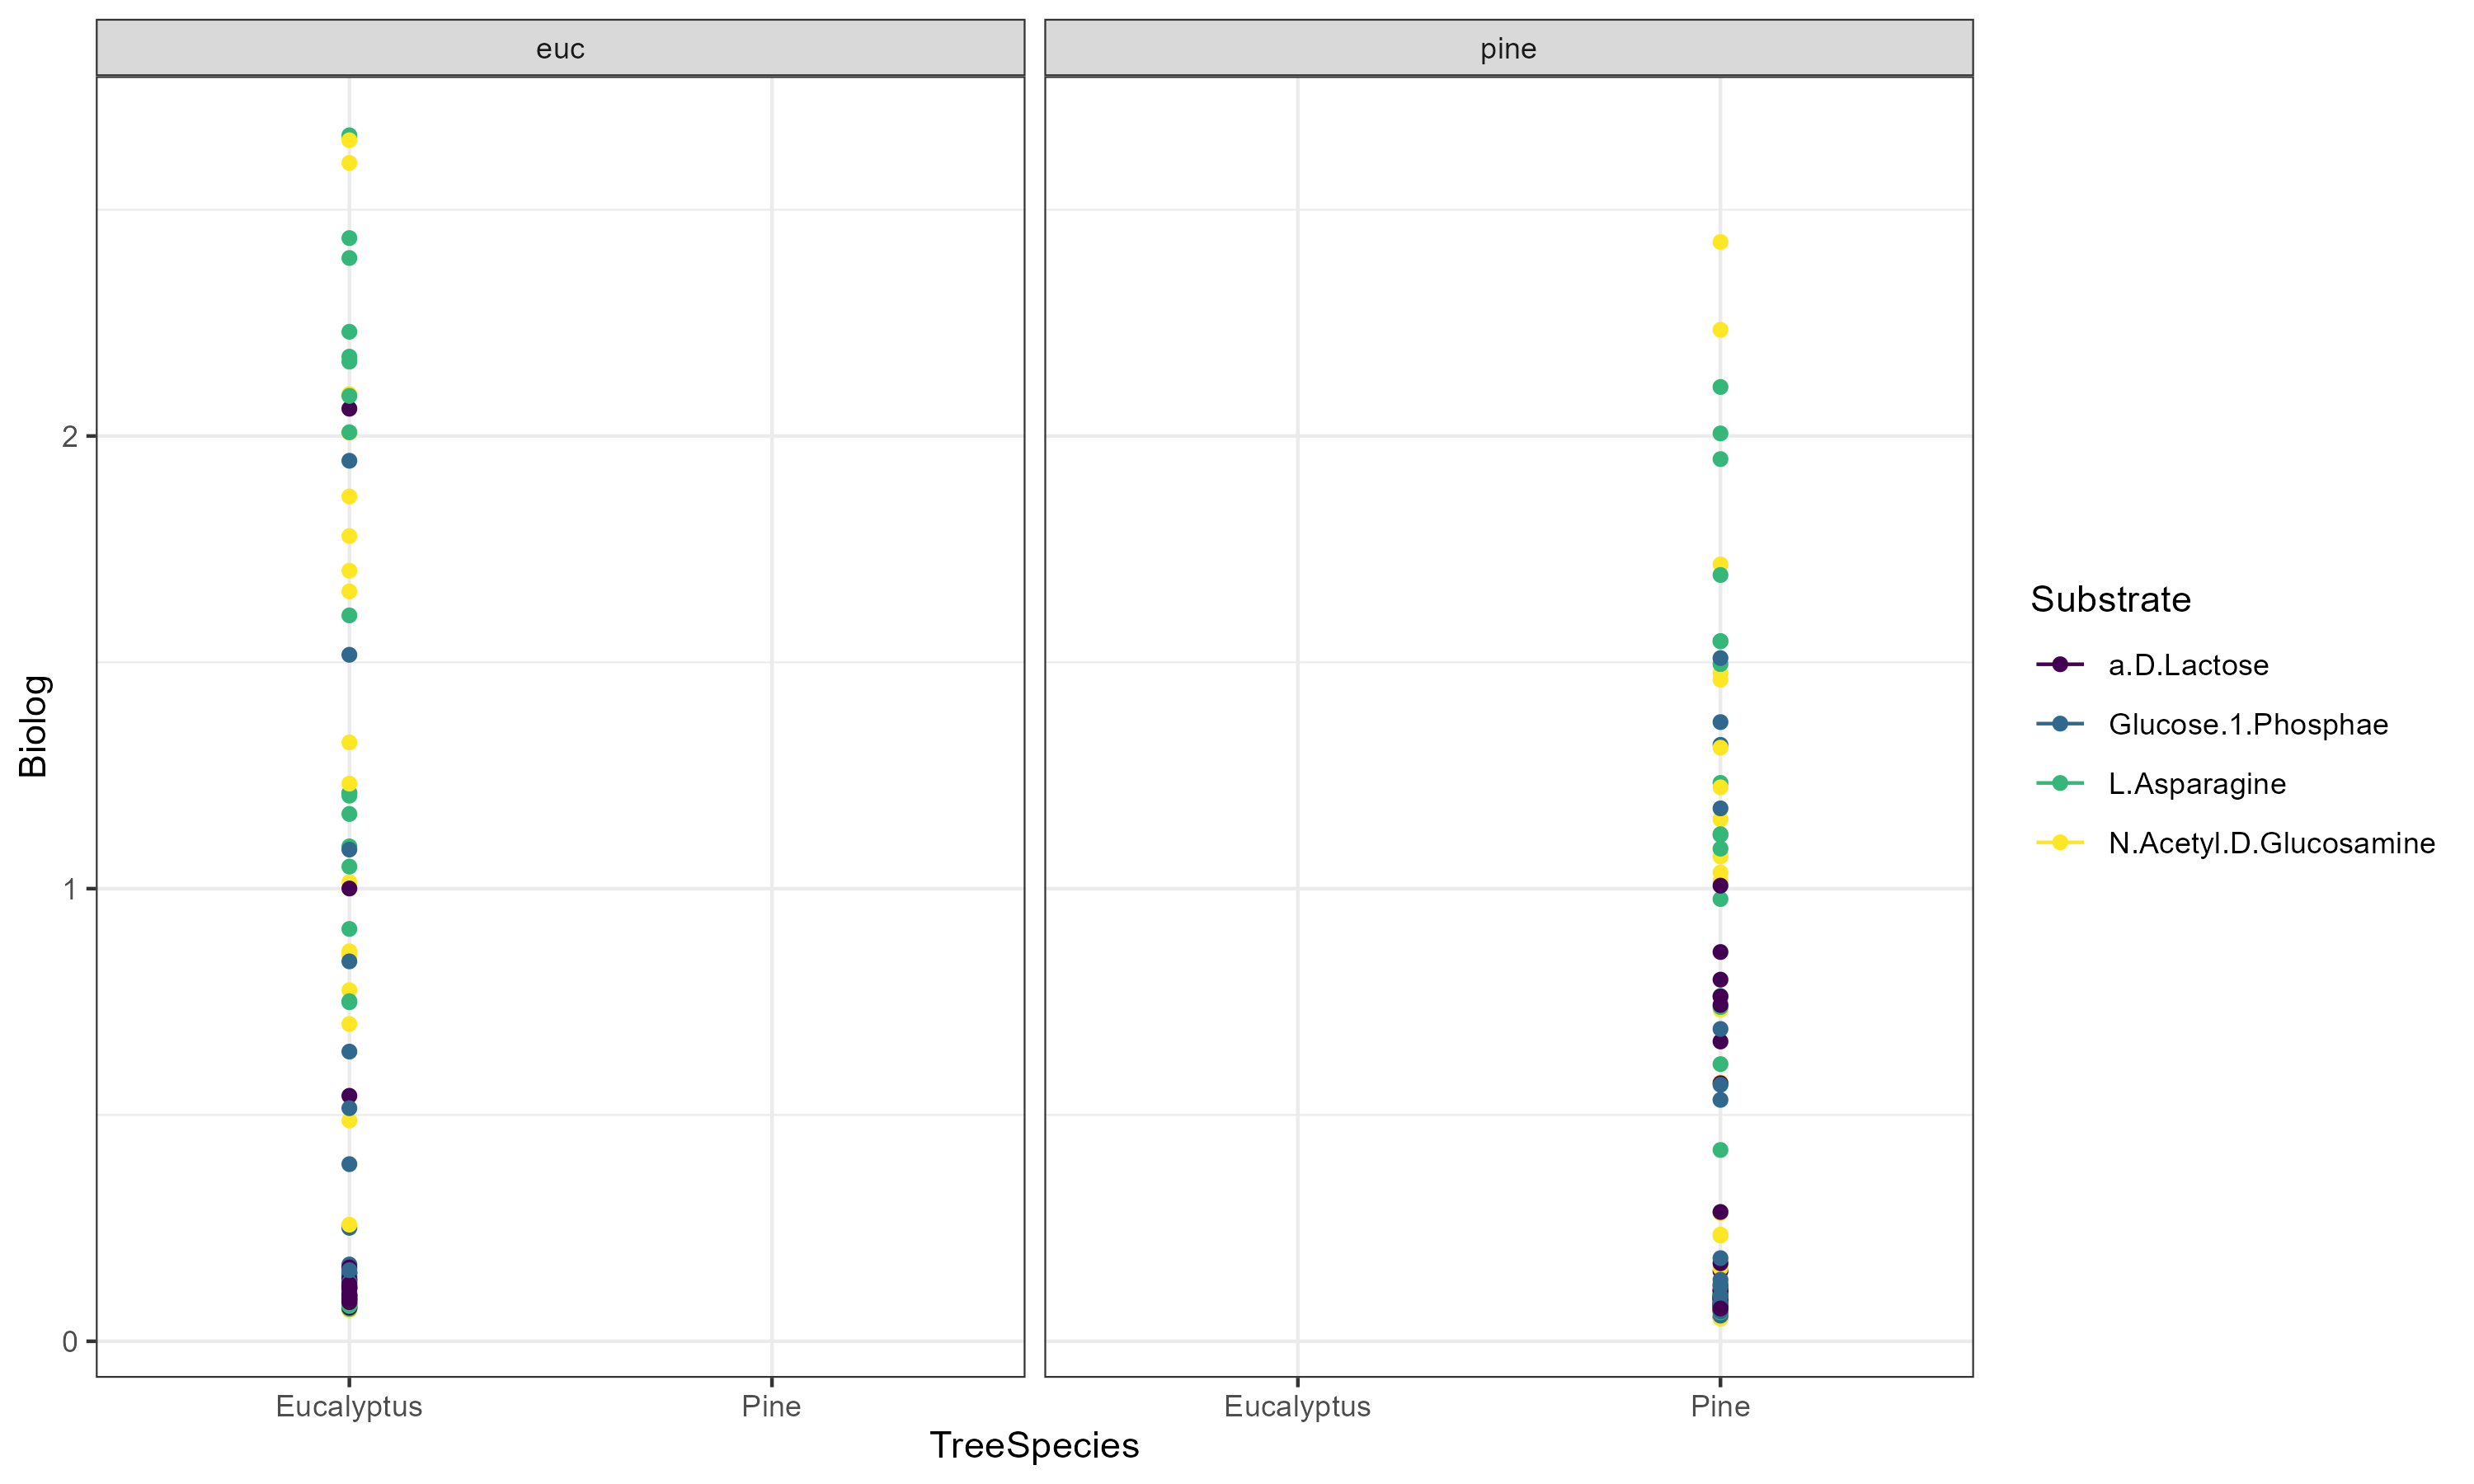 euc
pine
Biolog
2
1
0
Eucalyptus
Pine
Eucalyptus
Pine
TreeSpecies
Substrate
a.D.Lactose
Glucose.1.Phosphae
L.Asparagine
N.Acetyl.D.Glucosamine